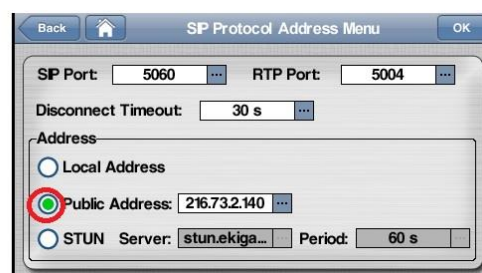 Back SIP Protocol Address Menu OK
SIP Port: 5060 ... RTP Port: 5004 ...
Disconnect Timeout: 30 s ...
Address
Local Address
Public Address: 216.73.2.140 ...
STUN Server: stun.ekiga... ... Period: 60 s ...